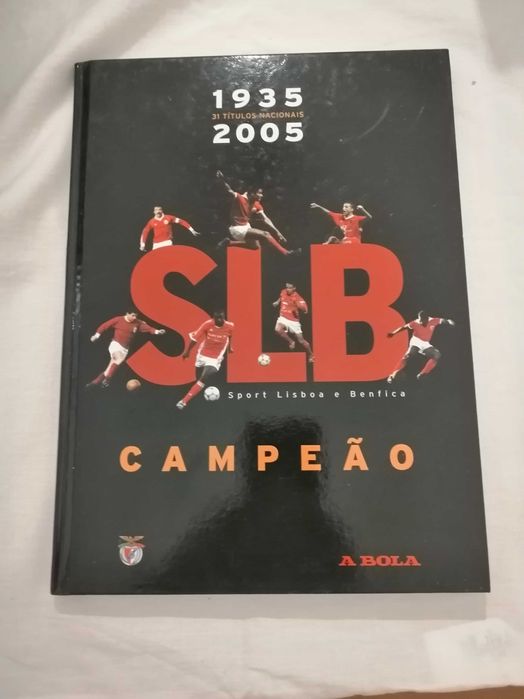 1935
31 TÍTULOS NACIONAIS
2005
SLB
Sport Lisboa e Benfica
CAMPEÃO
A BOLA